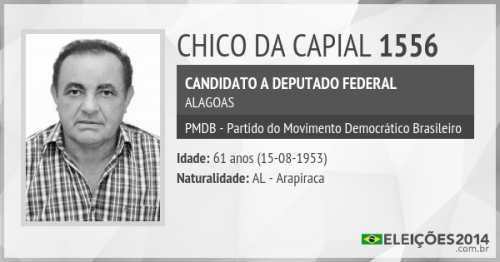 CHICO DA CAPIAL 1556
CANDIDATO A DEPUTADO FEDERAL
ALAGOAS
PMDB - Partido do Movimento Democrático Brasileiro
Idade: 61 anos (15-08-1953)
Naturalidade: AL - Arapiraca
ELEIÇÕES2014
.com.br